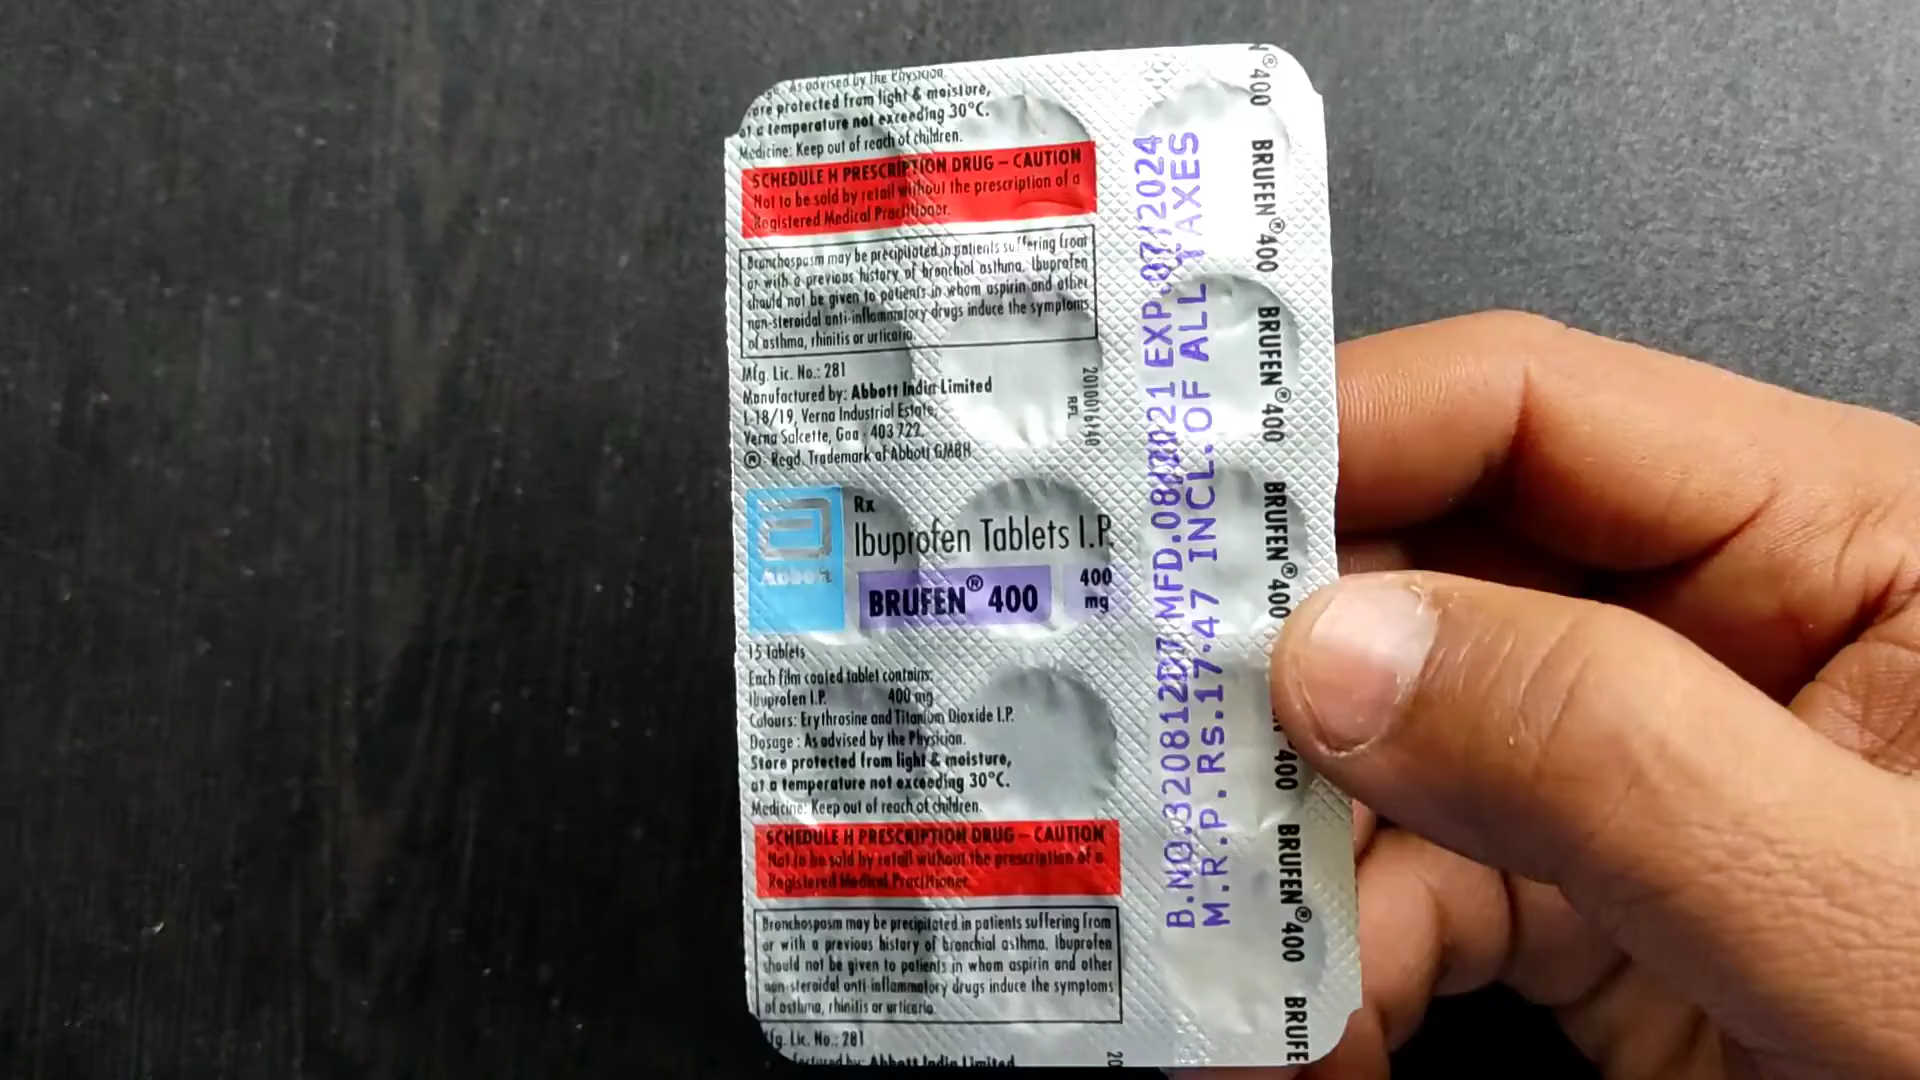 As advised by the Physician.
protected from light & moisture,
at a temperature not exceeding 30°C.
Medicine: Keep out of reach of children.
SCHEDULE H PRESCRIPTION DRUG – CAUTION
Not to be sold by retail without the prescription of a
Registered Medical Practitioner.
Bronchospasm may be precipitated in patients suffering from
or with a previous history of bronchial asthma. Ibuprofen
should not be given to patients in whom aspirin and other
non-steroidal anti-inflammatory drugs induce the symptoms
of asthma, rhinitis or urticaria.
Mfg. Lic. No.: 281
Manufactured by: Abbott India Limited
L-18/19, Verna Industrial Estate,
Verna Salcette, Goa - 403 722.
® - Regd. Trademark of Abbott GMBH
RFL
Abbott
Rx
Ibuprofen Tablets I.P.
BRUFEN® 400
400
mg
15 Tablets
Each film coated tablet contains:
Ibuprofen I.P. 400 mg
Colours: Erythrosine and Titanium Dioxide I.P.
Dosage : As advised by the Physician.
Store protected from light & moisture,
at a temperature not exceeding 30°C.
Medicine: Keep out of reach of children.
SCHEDULE H PRESCRIPTION DRUG – CAUTION
Not to be sold by retail without the prescription of a
Registered Medical Practitioner.
Bronchospasm may be precipitated in patients suffering from
or with a previous history of bronchial asthma. Ibuprofen
should not be given to patients in whom aspirin and other
non-steroidal anti-inflammatory drugs induce the symptoms
of asthma, rhinitis or urticaria.
Lic. No.: 281
by: Abbott India Limited
20
MFD.08/2021 EXP.07/2024
M.R.P.Rs.17.47 INCL.OF ALL TAXES
N®400
BRUFEN®400
BRUFEN®400
BRUFEN®400
400
BRUFEN®400
BRUFE